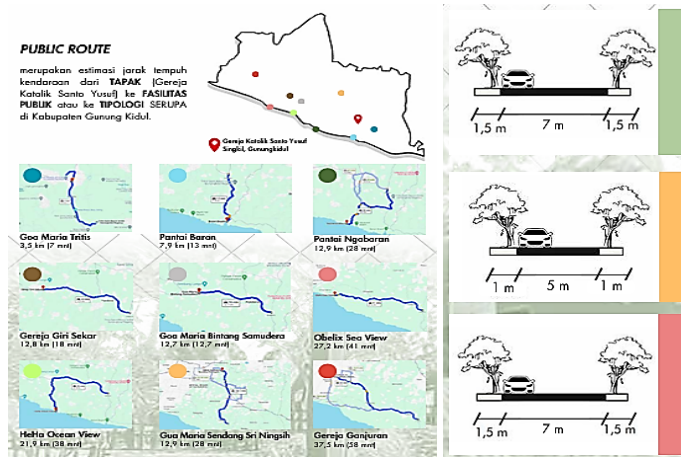 PUBLIC ROUTE
merupakan estimasi jarak tempuh
kendaraan dari TAPAK (Gereja
Katolik Santo Yusuf) ke FASILITAS
PUBLIK atau ke TIPOLOGI SERUPA
di Kabupaten Gunung Kidul.
Gereja Katolik Santo Yusuf
Singkil, Gunungkidul
Goa Maria Tritis
3,5 km (7 mnt)
Pantai Baran
7,9 km (13 mnt)
Pantai Ngobaran
12,9 km (28 mnt)
Gereja Giri Sekar
12,8 km (18 mnt)
Goa Maria Bintang Samudera
12,7 km (12,7 mnt)
Obelix Sea View
27,2 km (41 mnt)
HeHa Ocean View
21,9 km (38 mnt)
Gua Maria Sendang Sri Ningsih
12,9 km (28 mnt)
Gereja Ganjuran
37,5 km (58 mnt)
1,5 m 7 m 1,5 m
1 m 5 m 1 m
1,5 m 7 m 1,5 m